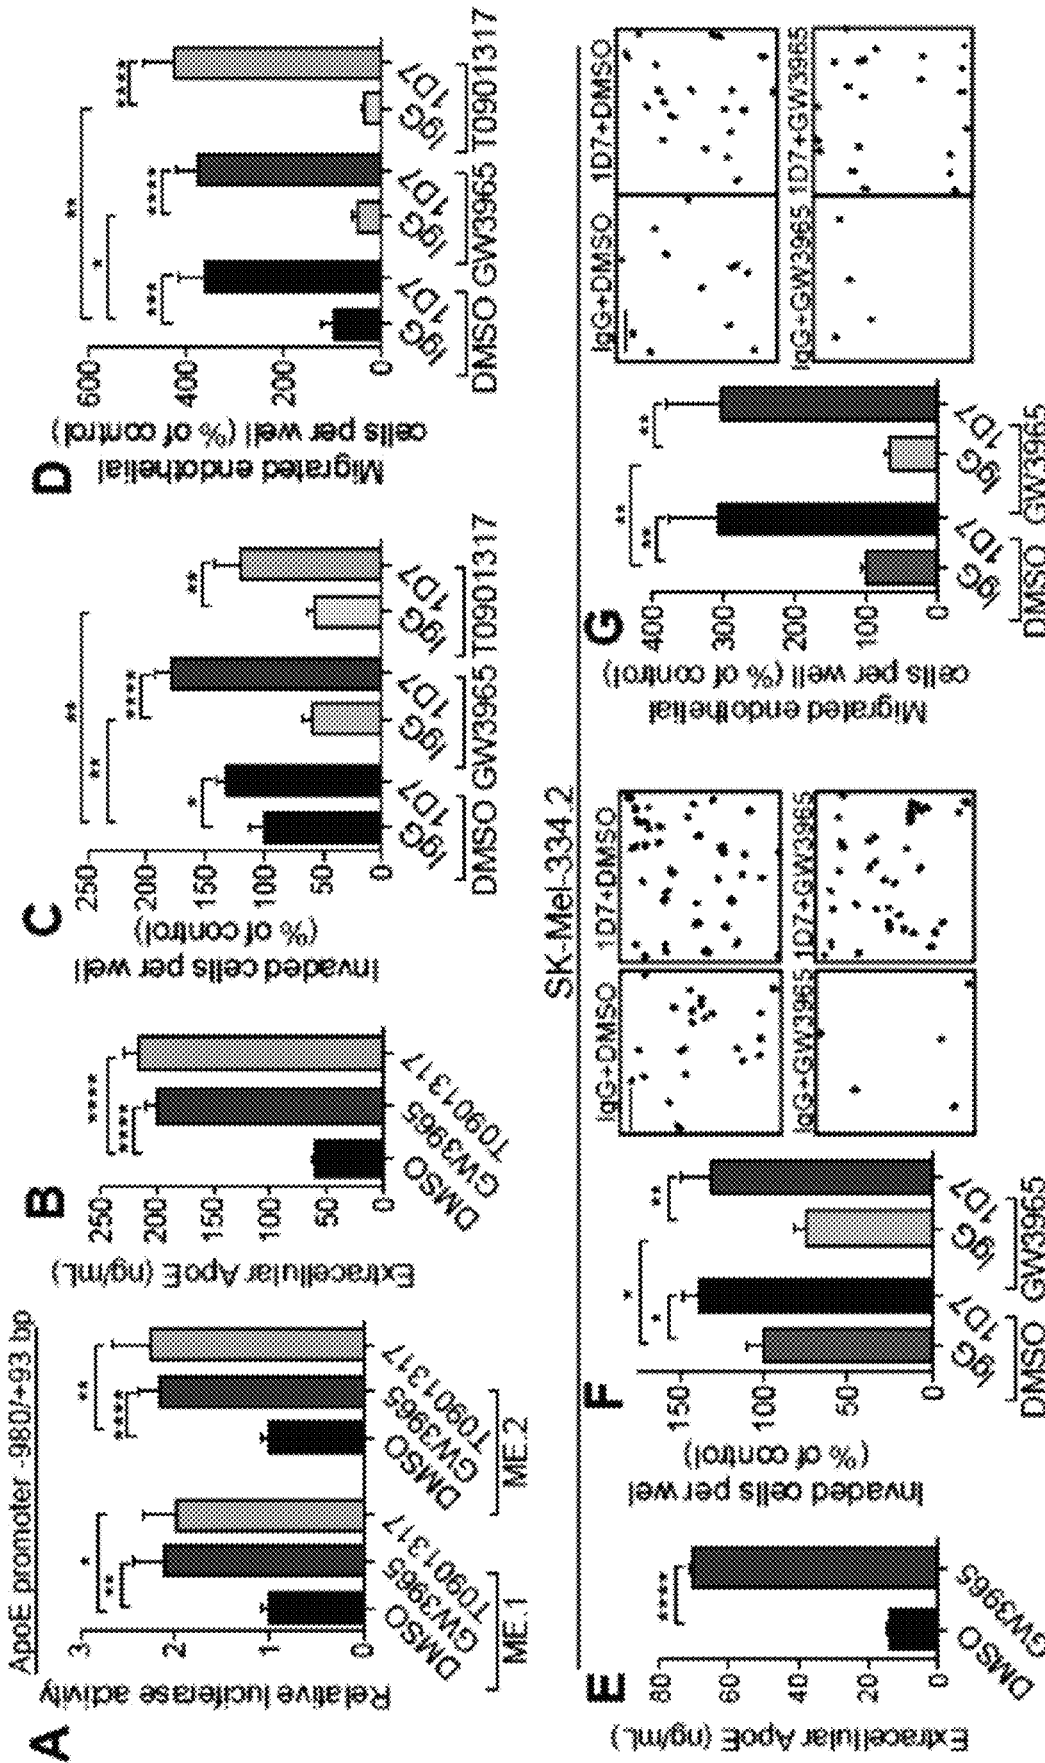 A
ApoE promoter -980/+93 bp
Relative luciferase activity
3
2
1
0
** *
**** **
DMSO GW3965 T0901317 DMSO GW3965 T0901317
ME.1 ME.2
B
Extracellular ApoE (ng/mL)
250
200
150
100
50
0
****
****
DMSO GW3965 T0901317
C
Invaded cells per well
(% of control)
250
200
150
100
50
0
**
**
* **** **
IgG 1D7 IgG 1D7 IgG 1D7
DMSO GW3965 T0901317
D
Migrated endothelial
cells per well (% of control)
600
400
200
0
**
*
*** **** ****
IgG 1D7 IgG 1D7 IgG 1D7
DMSO GW3965 T0901317
SK-Mel-334.2
E
Extracellular ApoE (ng/mL)
80
60
40
20
0
****
DMSO GW3965
F
Invaded cells per wel
(% of control)
150
100
50
0
*
* **
IgG 1D7 IgG 1D7
DMSO GW3965
IgG+DMSO 1D7+DMSO
IgG+GW3965 1D7+GW3965
G
Migrated endothelial
cells per well (% of control)
400
300
200
100
0
**
** **
IgG 1D7 IgG 1D7
DMSO GW3965
IgG+DMSO 1D7+DMSO
IgG+GW3965 1D7+GW3965